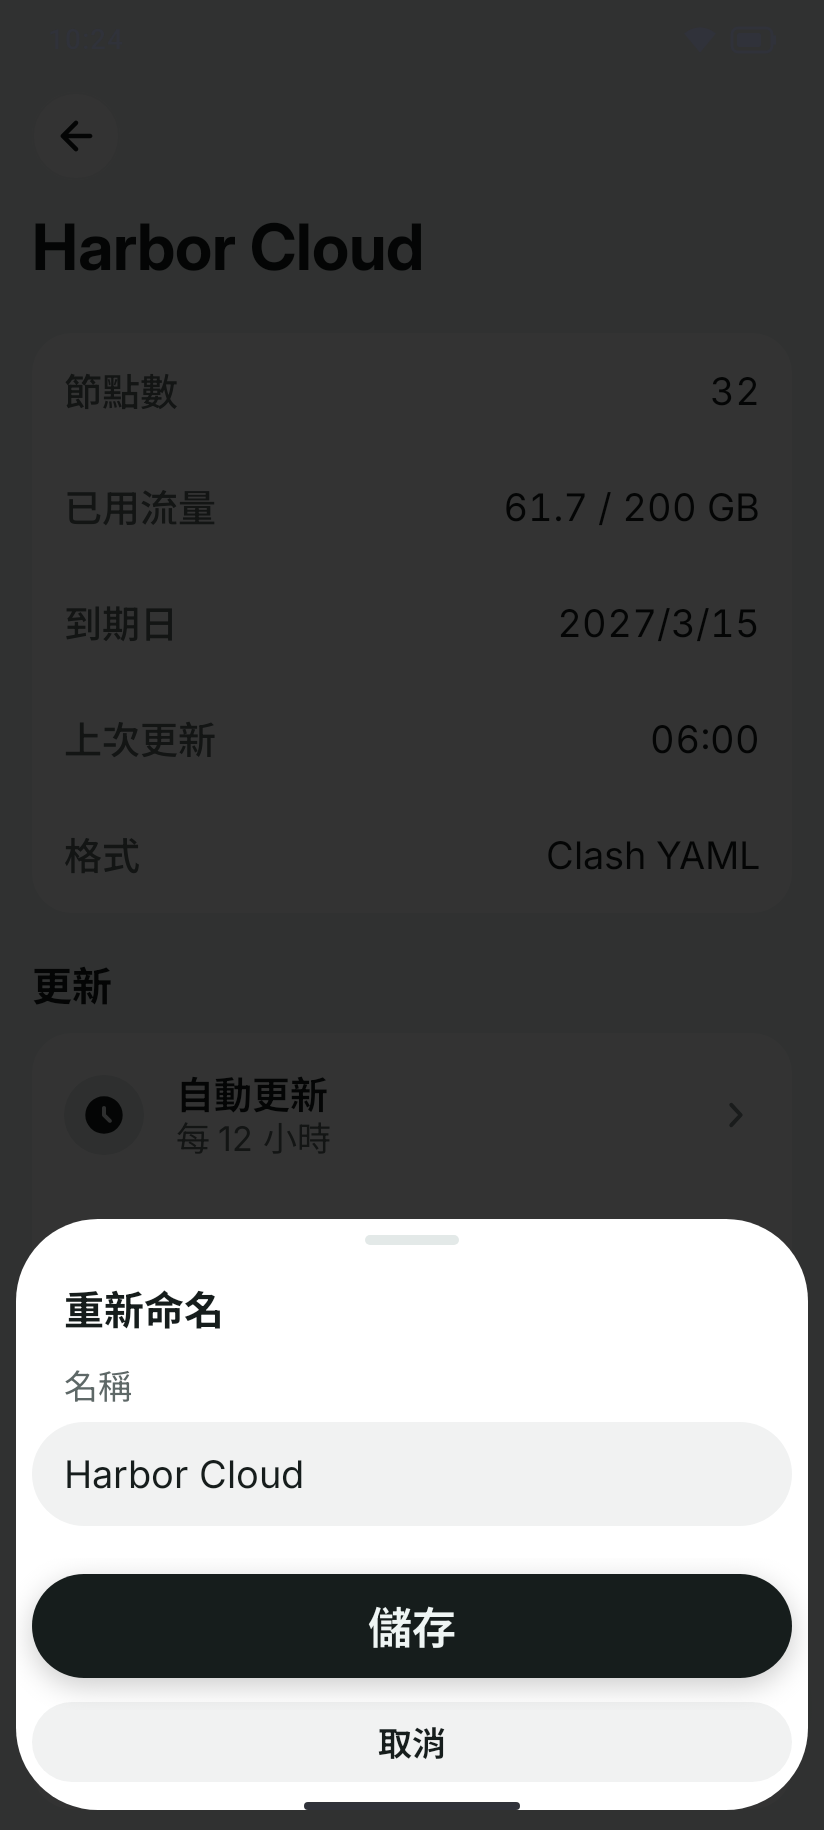 Harbor Cloud
節點數 32
已用流量 61.7 / 200 GB
到期日 2027/3/15
上次更新 06:00
格式 Clash YAML
更新
自動更新
每 12 小時
重新命名
名稱
Harbor Cloud
儲存
取消